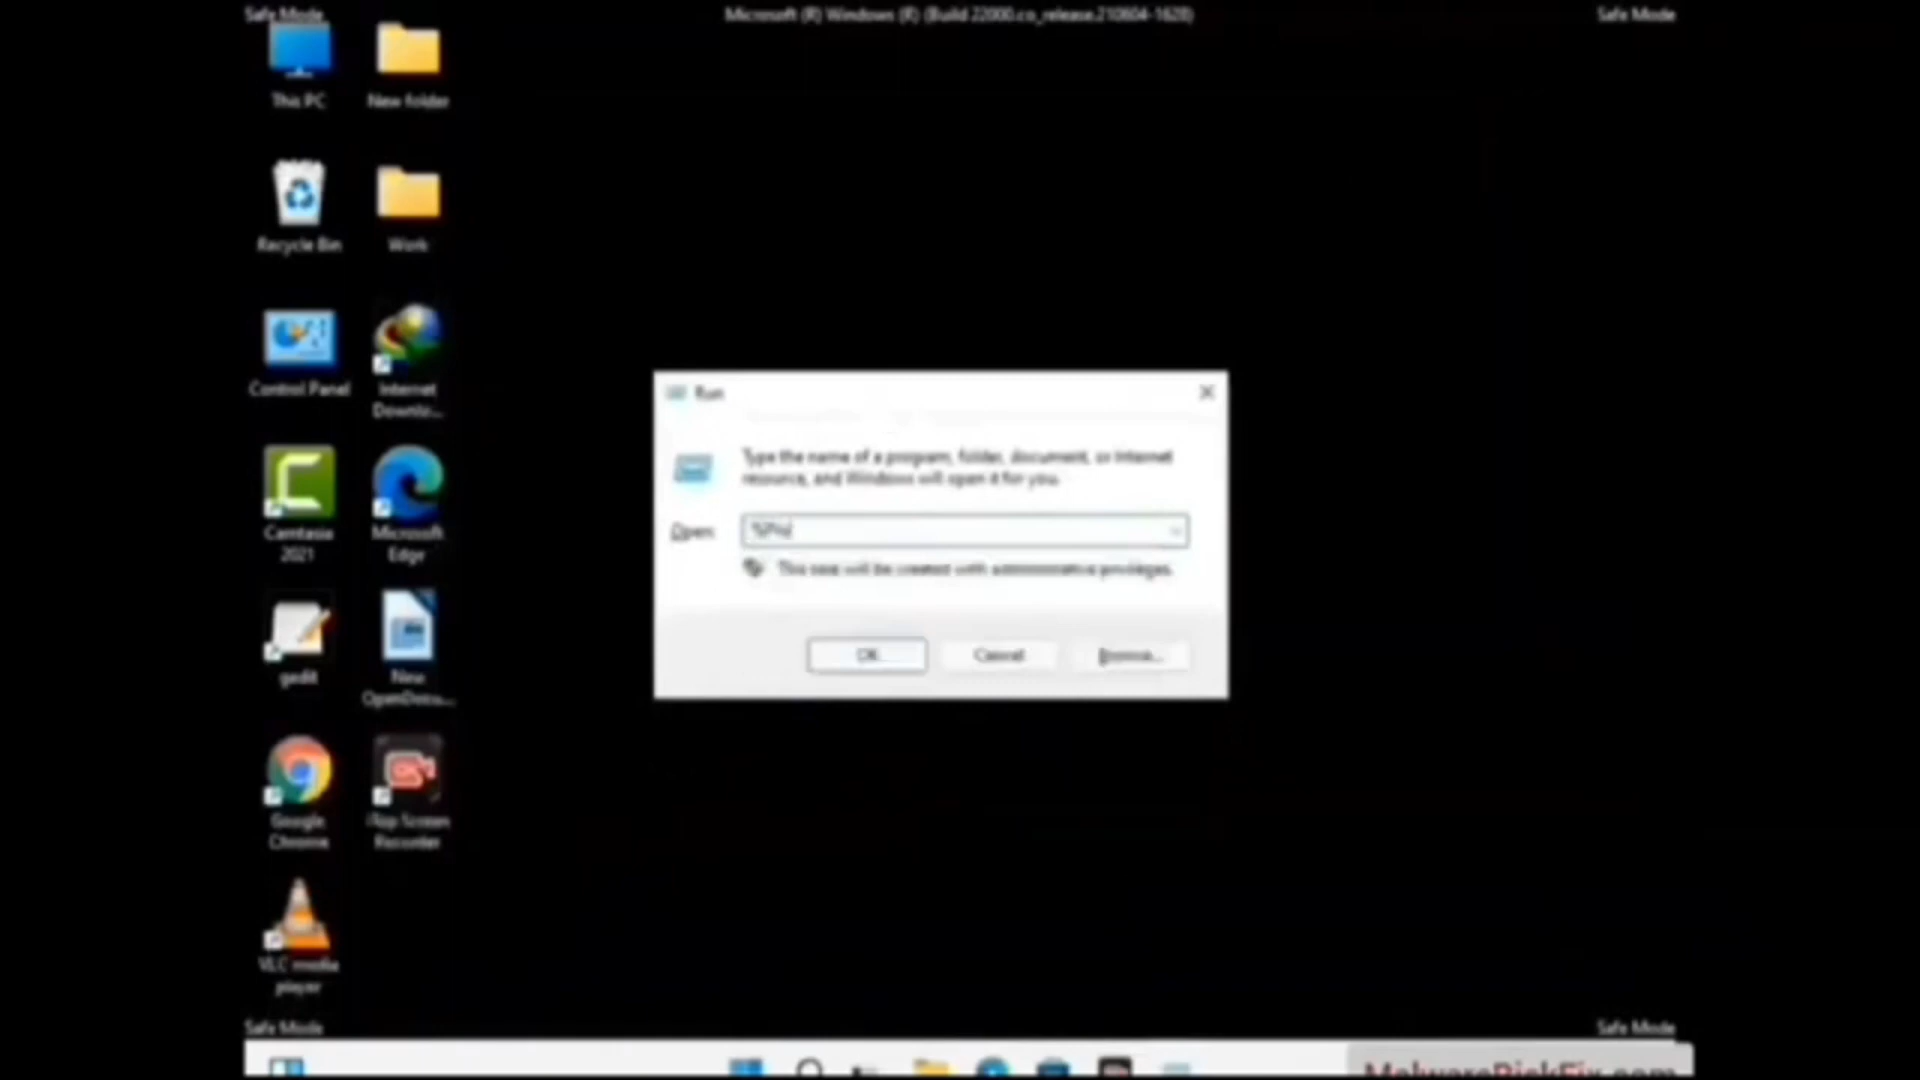 Safe Mode
Microsoft (R) Windows (R) (Build 22000.co_release.210604-1628)
Safe Mode
This PC
New folder
Recycle Bin
Work
Control Panel
Internet
Downlo...
Camtasia
2021
Microsoft
Edge
gedit
New
OpenDocu...
Google
Chrome
iTop Screen
Recorder
VLC media
player
Run
Type the name of a program, folder, document, or Internet
resource, and Windows will open it for you.
Open:
This task will be created with administrative privileges.
OK
Cancel
Browse...
Safe Mode
Safe Mode
MalwareRiskFix.com